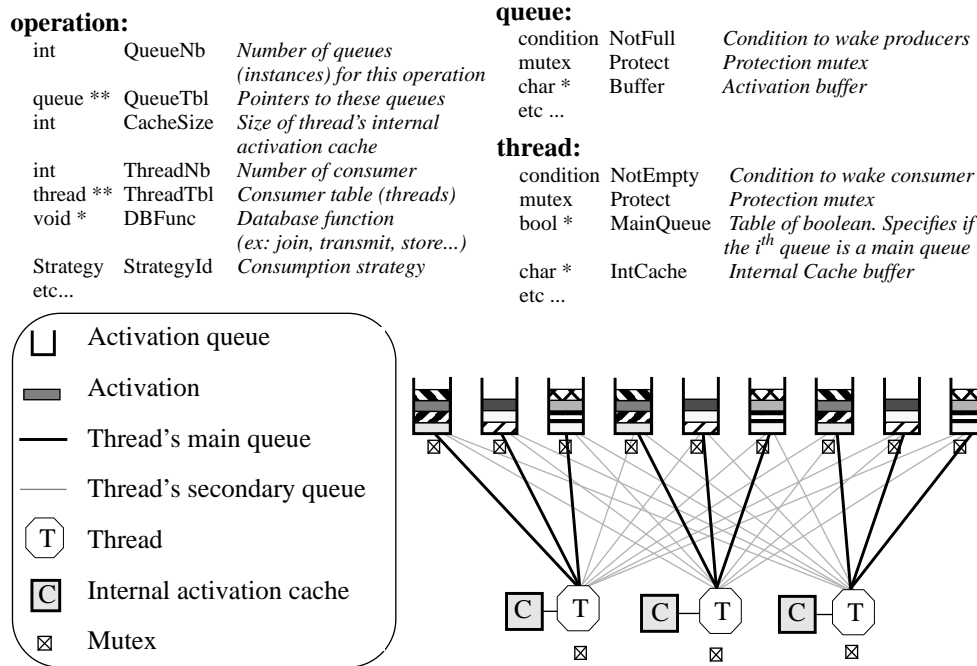 operation:
int QueueNb Number of queues
(instances) for this operation
queue ** QueueTbl Pointers to these queues
int CacheSize Size of thread's internal
activation cache
int ThreadNb Number of consumer
thread ** ThreadTbl Consumer table (threads)
void * DBFunc Database function
(ex: join, transmit, store...)
Strategy StrategyId Consumption strategy
etc...
queue:
condition NotFull Condition to wake producers
mutex Protect Protection mutex
char * Buffer Activation buffer
etc ...
thread:
condition NotEmpty Condition to wake consumer
mutex Protect Protection mutex
bool * MainQueue Table of boolean. Specifies if
the i^th queue is a main queue
char * IntCache Internal Cache buffer
etc ...
Activation queue
Activation
Thread's main queue
Thread's secondary queue
T Thread
C Internal activation cache
Mutex
C T C T C T